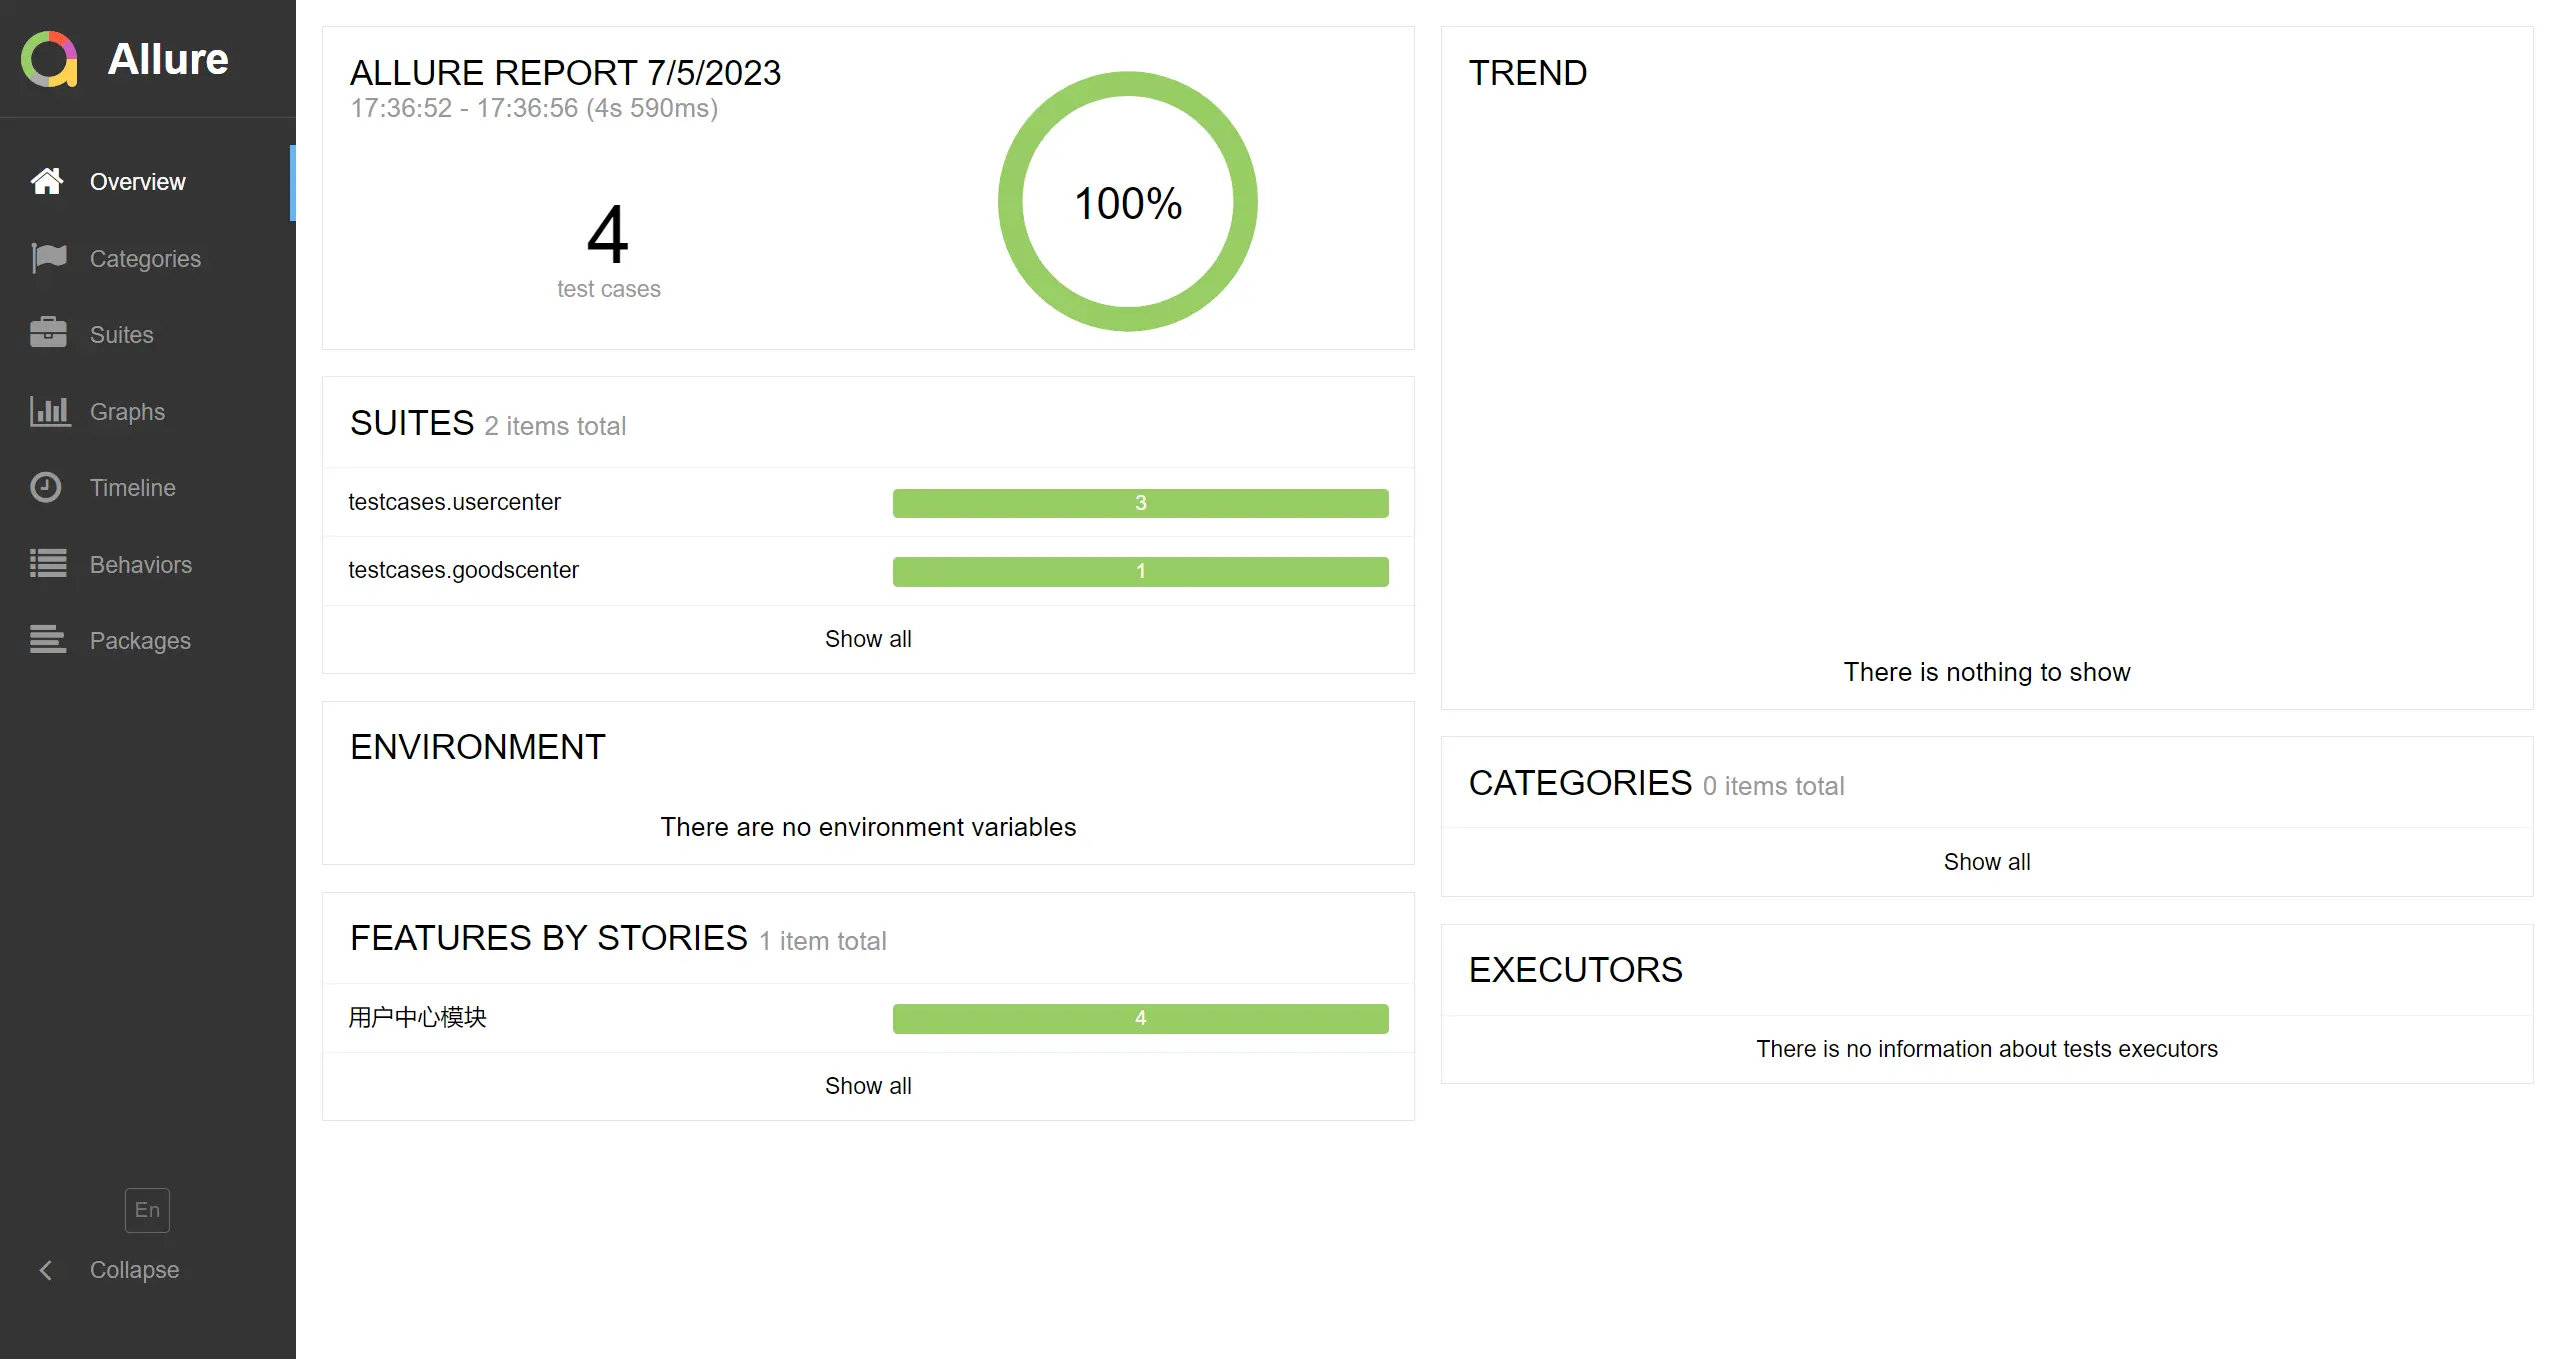 Allure
Overview
Categories
Suites
Graphs
Timeline
Behaviors
Packages
En
Collapse
ALLURE REPORT 7/5/2023
17:36:52 - 17:36:56 (4s 590ms)
4
test cases
100%
SUITES 2 items total
testcases.usercenter 3
testcases.goodscenter 1
Show all
ENVIRONMENT
There are no environment variables
FEATURES BY STORIES 1 item total
用户中心模块 4
Show all
TREND
There is nothing to show
CATEGORIES 0 items total
Show all
EXECUTORS
There is no information about tests executors